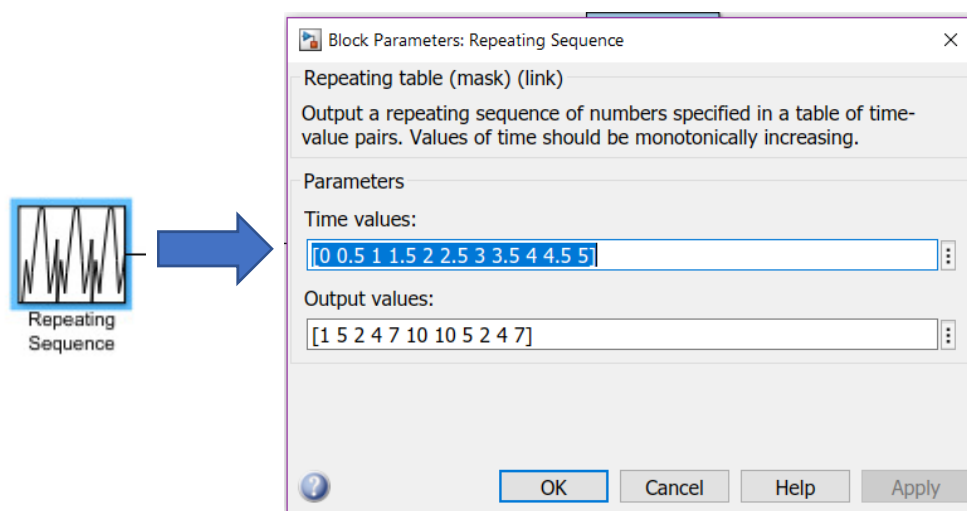 Block Parameters: Repeating Sequence
Repeating table (mask) (link)
Output a repeating sequence of numbers specified in a table of time-
value pairs. Values of time should be monotonically increasing.
Parameters
Time values:
[0 0.5 1 1.5 2 2.5 3 3.5 4 4.5 5]
Output values:
[1 5 2 4 7 10 10 5 2 4 7]
Repeating
Sequence
OK Cancel Help Apply